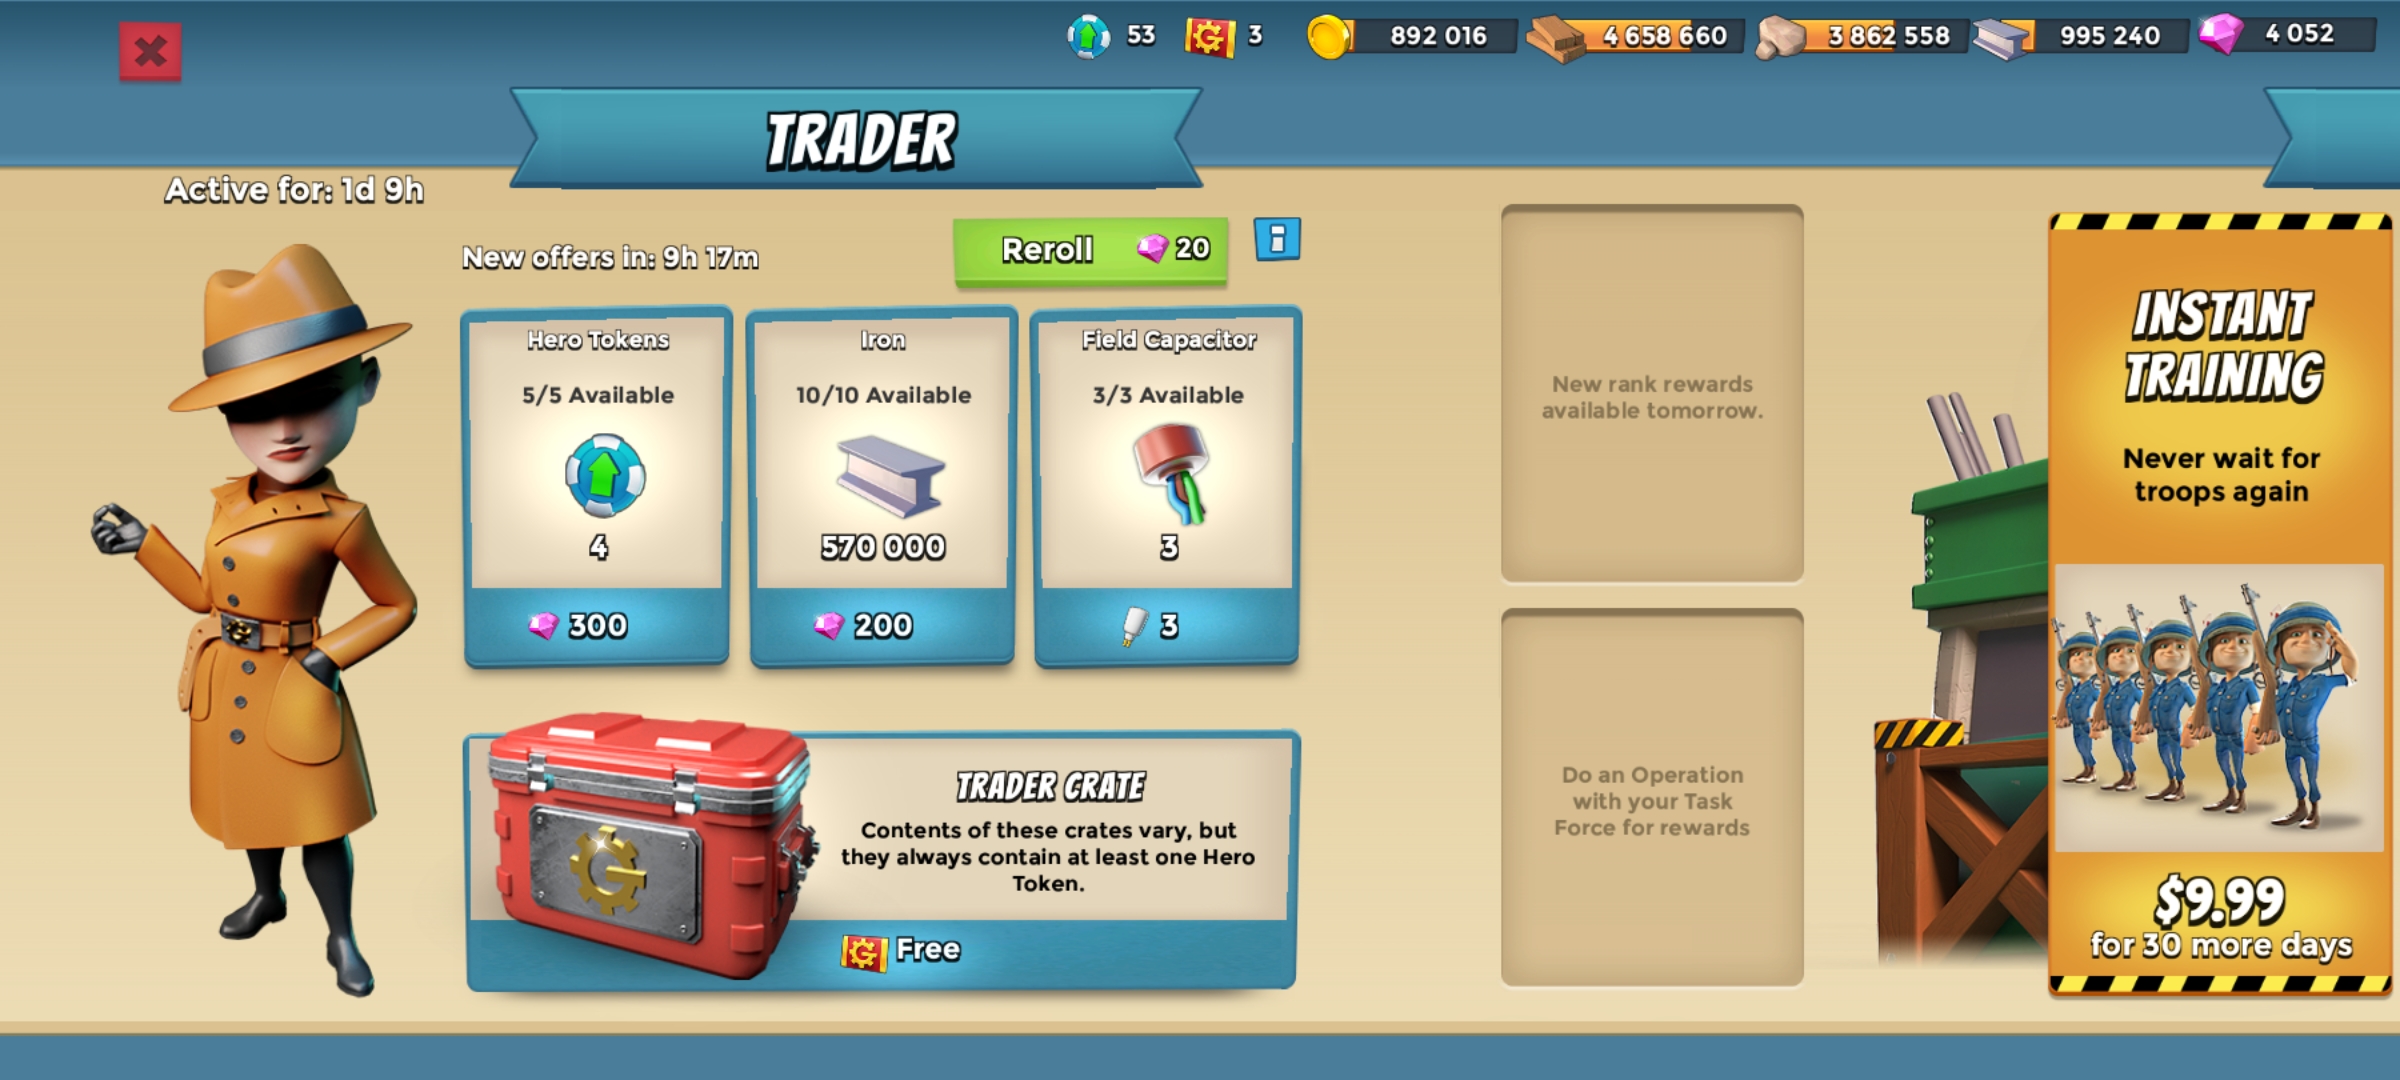 53
3
892 016
4 658 660
3 862 558
995 240
4 052
TRADER
Active for: 1d 9h
New offers in: 9h 17m
Reroll 20
Hero Tokens
5/5 Available
4
300
Iron
10/10 Available
570 000
200
Field Capacitor
3/3 Available
3
3
TRADER CRATE
Contents of these crates vary, but
they always contain at least one Hero
Token.
Free
New rank rewards
available tomorrow.
Do an Operation
with your Task
Force for rewards
INSTANT
TRAINING
Never wait for
troops again
$9.99
for 30 more days